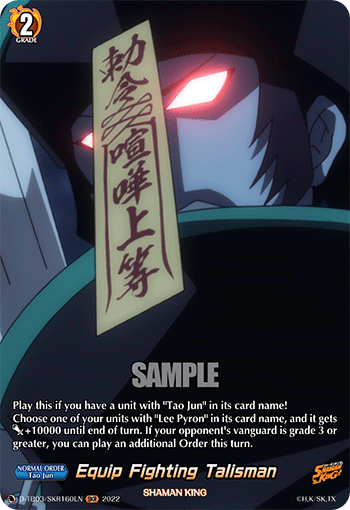 2
GRADE
勅令
喧嘩上等
SAMPLE
Play this if you have a unit with "Tao Jun" in its card name!
Choose one of your units with "Lee Pyron" in its card name, and it gets
+10000 until end of turn. If your opponent's vanguard is grade 3 or
greater, you can play an additional Order this turn.
NORMAL ORDER
Tao Jun
Equip Fighting Talisman
SHAMAN KING
D-TB03/SKR160EN SKR 2022
SHAMAN KING
©H.K/SK,TX